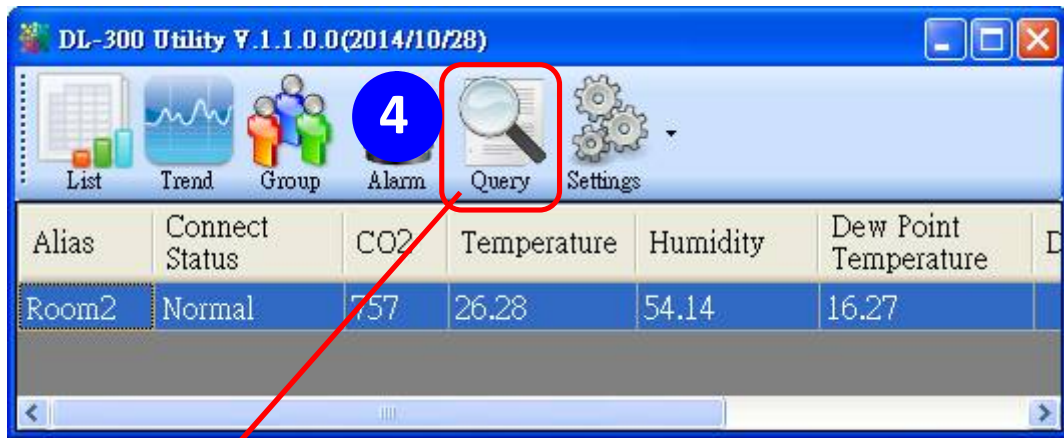 DL-300 Utility V.1.1.0.0(2014/10/28)
4
List Trend Group Alarm Query Settings
Alias Connect Status CO2 Temperature Humidity Dew Point Temperature D
Room2 Normal 757 26.28 54.14 16.27